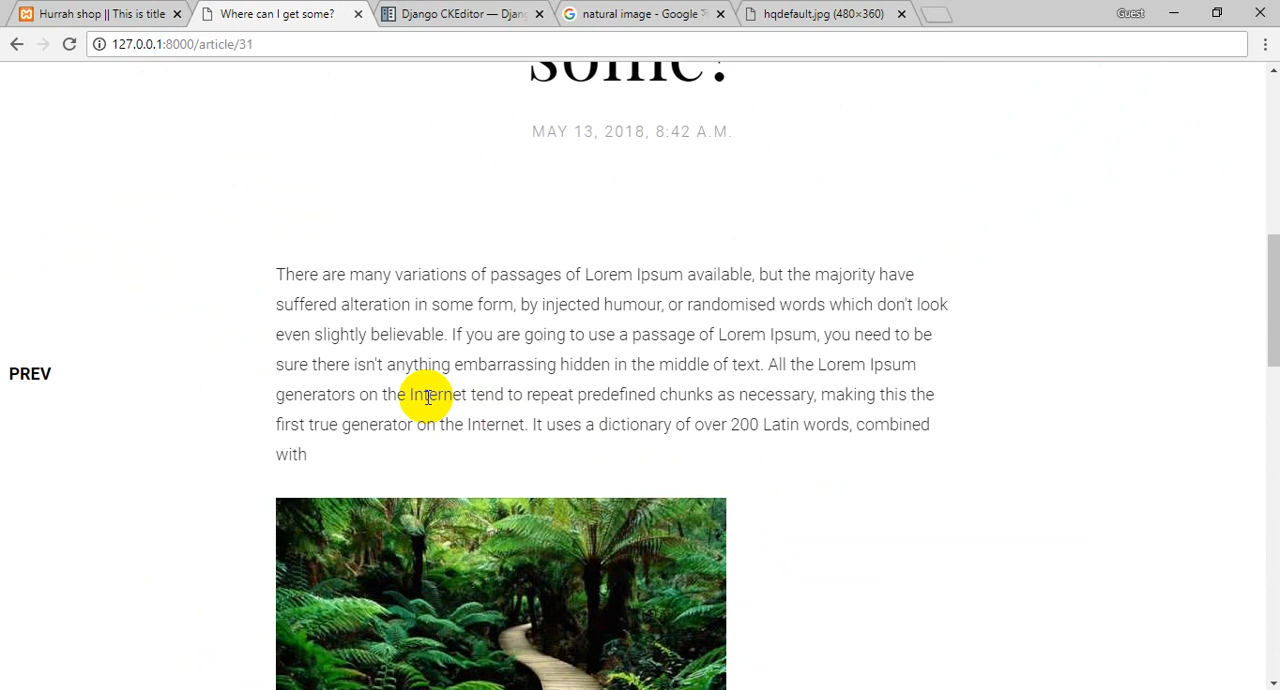 Hurrah shop || This is title
Where can I get some?
Django CKEditor — Djan
natural image - Google
hqdefault.jpg (480×360)
Guest
127.0.0.1:8000/article/31
some?
MAY 13, 2018, 8:42 A.M.
There are many variations of passages of Lorem Ipsum available, but the majority have
suffered alteration in some form, by injected humour, or randomised words which don't look
even slightly believable. If you are going to use a passage of Lorem Ipsum, you need to be
sure there isn't anything embarrassing hidden in the middle of text. All the Lorem Ipsum
PREV
generators on the Internet tend to repeat predefined chunks as necessary, making this the
first true generator on the Internet. It uses a dictionary of over 200 Latin words, combined
with